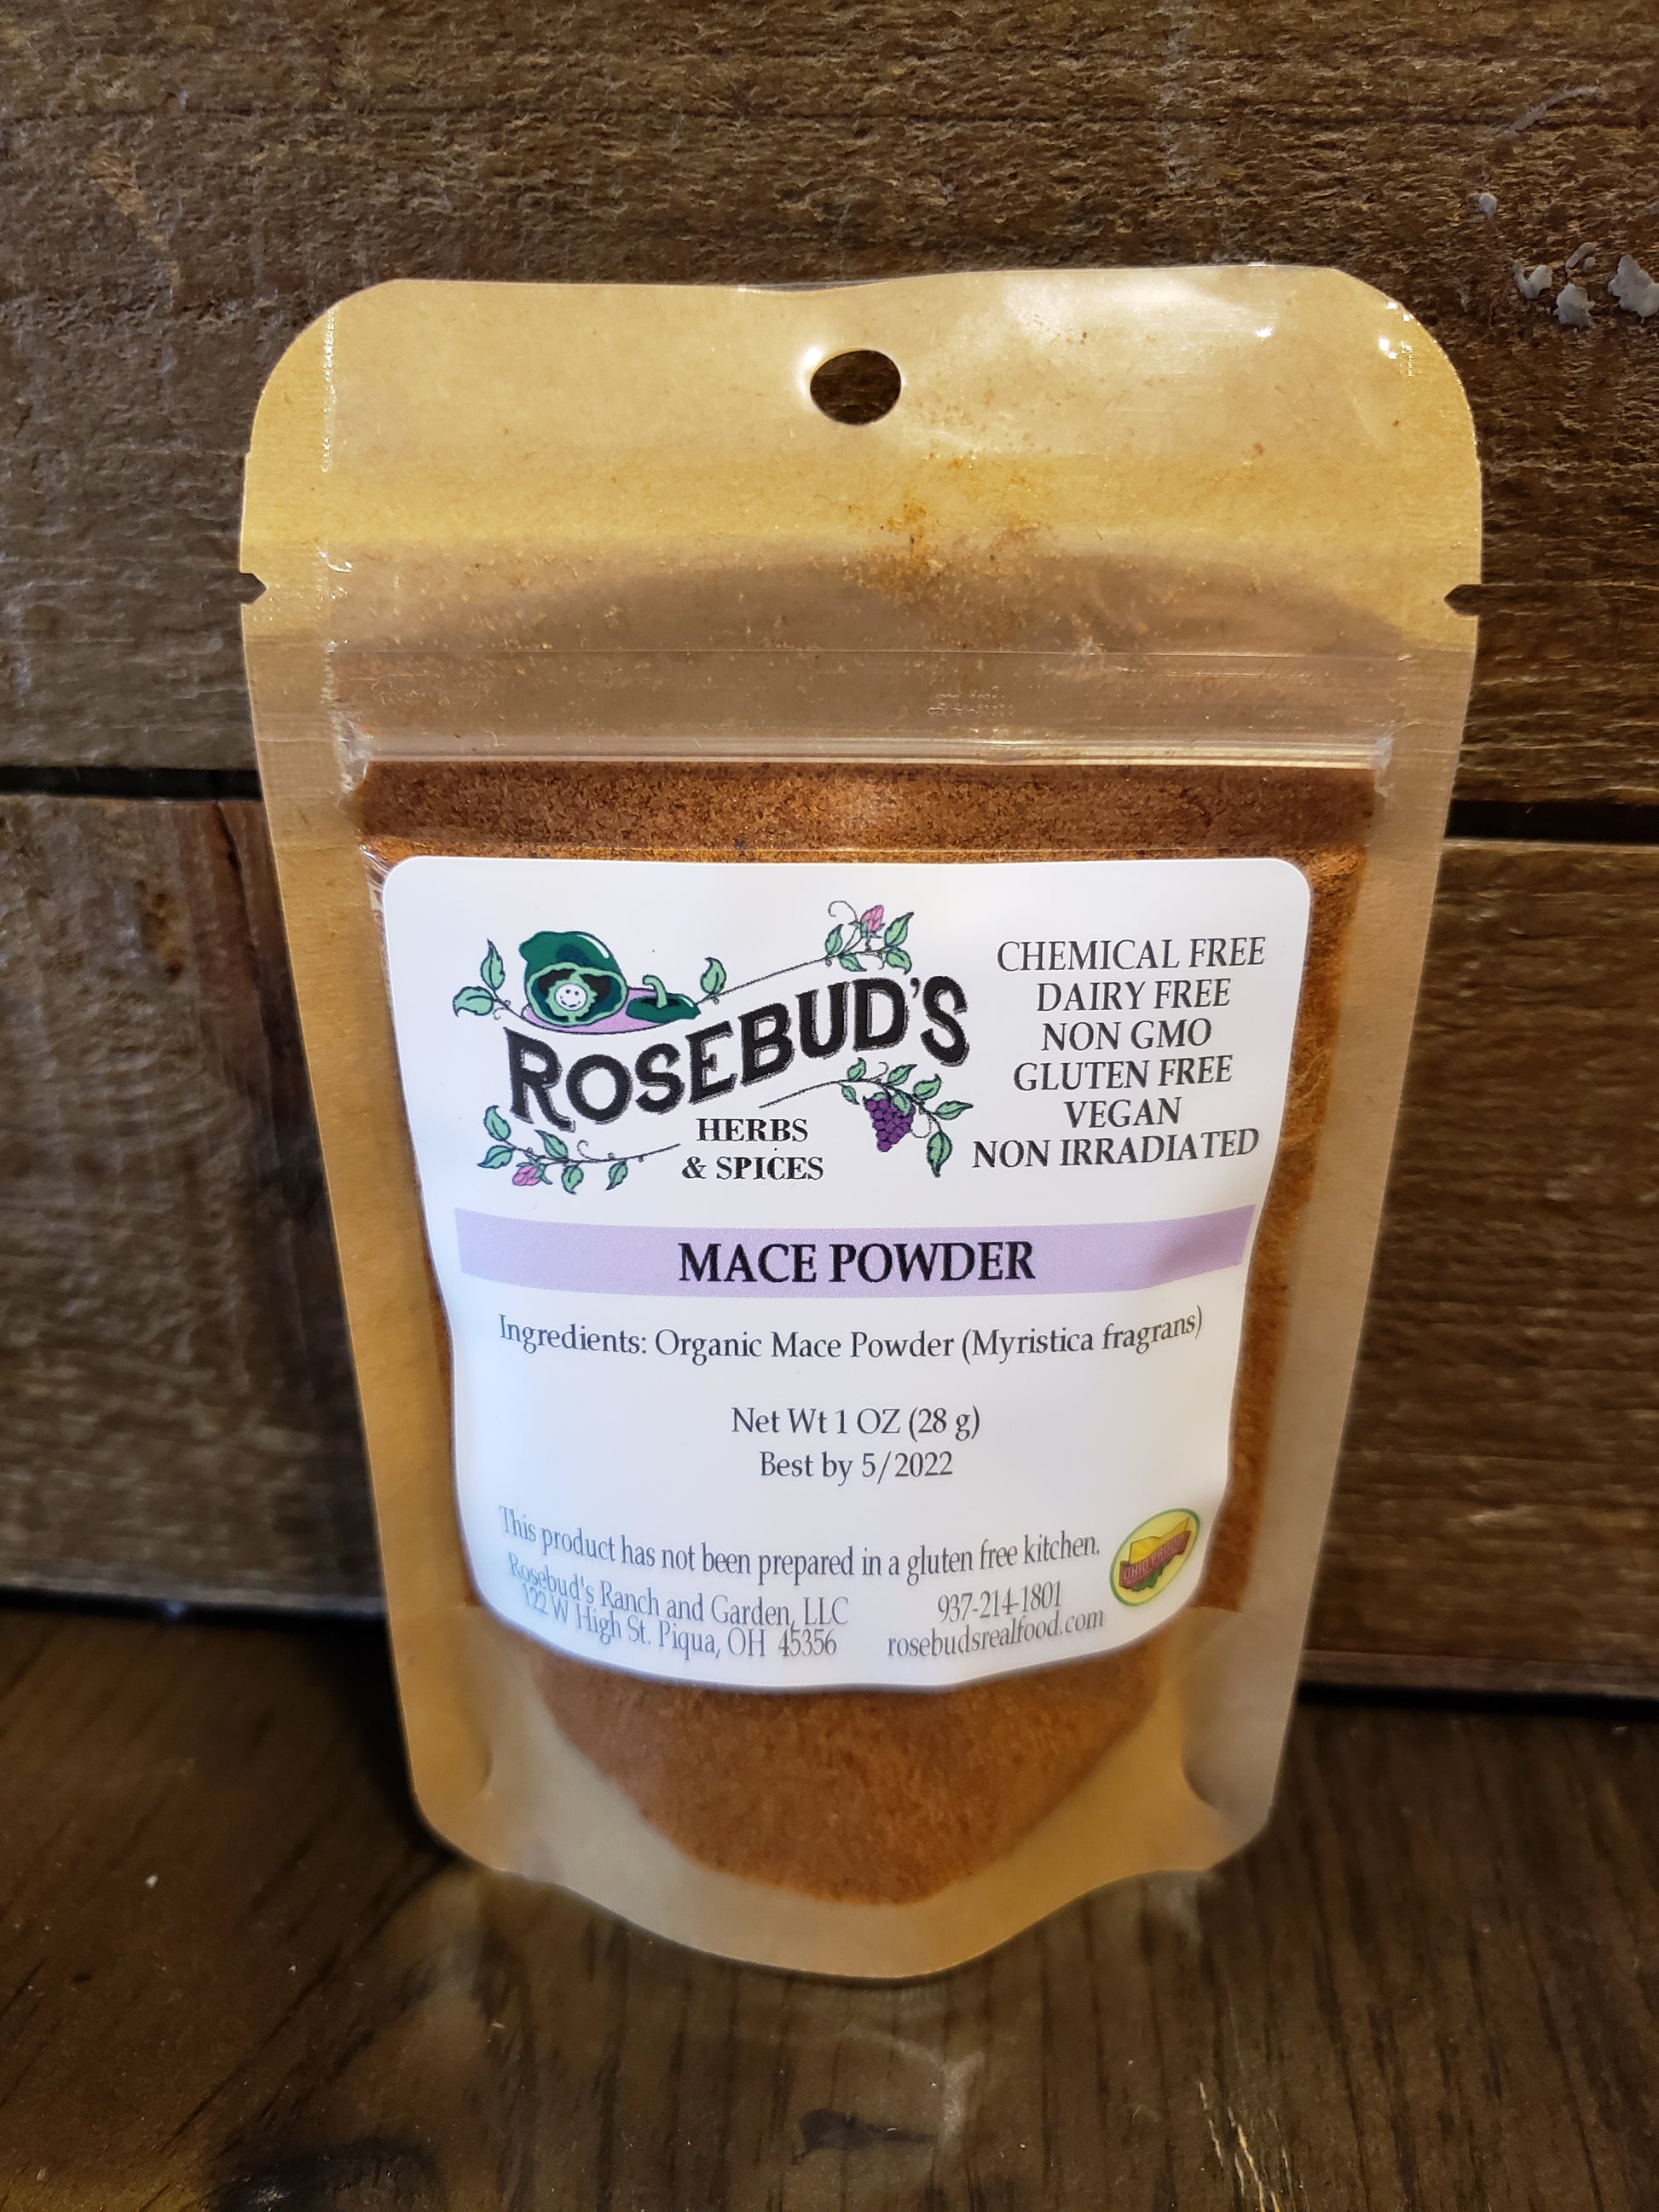 ROSEBUD'S
HERBS
& SPICES
CHEMICAL FREE
DAIRY FREE
NON GMO
GLUTEN FREE
VEGAN
NON IRRADIATED
MACE POWDER
Ingredients: Organic Mace Powder (Myristica fragrans)
Net Wt 1 OZ (28 g)
Best by 5/2022
This product has not been prepared in a gluten free kitchen.
Rosebud's Ranch and Garden, LLC
122 W High St. Piqua, OH 45356
937-214-1801
rosebudsrealfood.com
OHIO PROUD